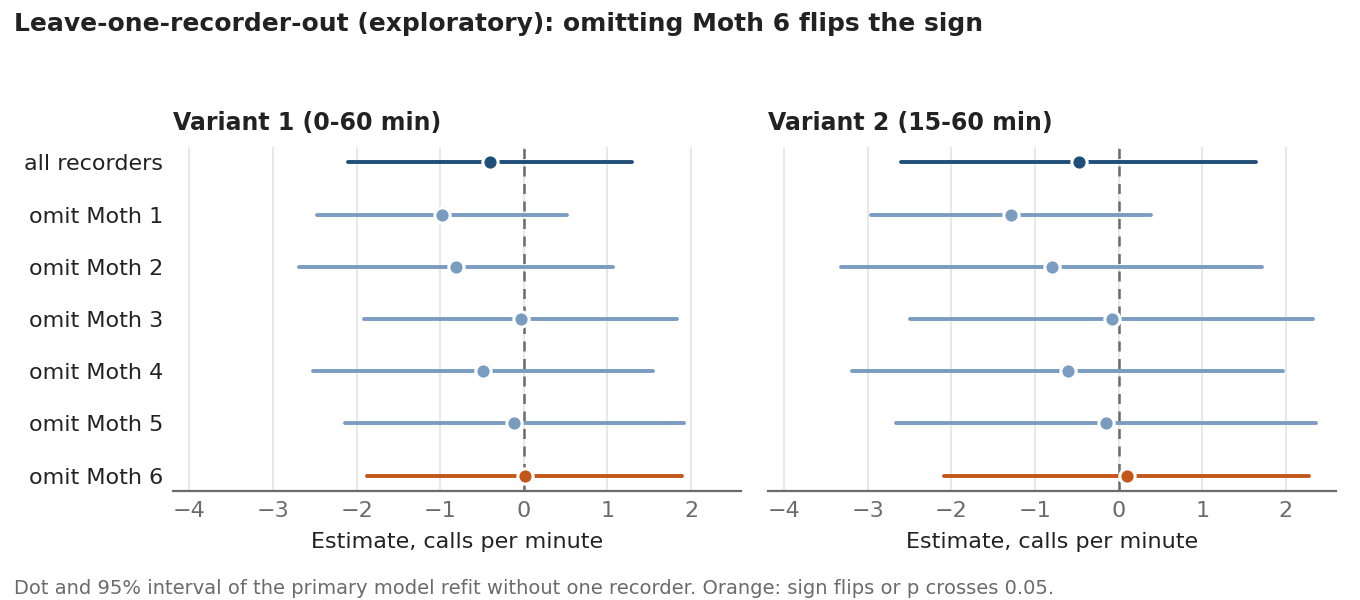 Leave-one-recorder-out (exploratory): omitting Moth 6 flips the sign
Variant 1 (0-60 min)
Variant 2 (15-60 min)
all recorders
omit Moth 1
omit Moth 2
omit Moth 3
omit Moth 4
omit Moth 5
omit Moth 6
−4 −3 −2 −1 0 1 2
−4 −3 −2 −1 0 1 2
Estimate, calls per minute
Estimate, calls per minute
Dot and 95% interval of the primary model refit without one recorder. Orange: sign flips or p crosses 0.05.